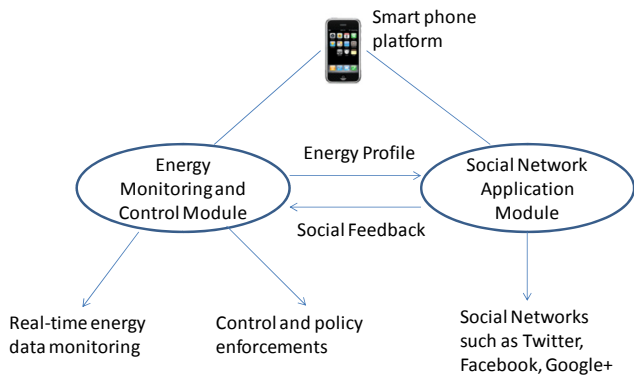 Smart phone
platform
Energy
Monitoring and
Control Module
Energy Profile
Social Network
Application
Module
Social Feedback
Real-time energy
data monitoring
Control and policy
enforcements
Social Networks
such as Twitter,
Facebook, Google+